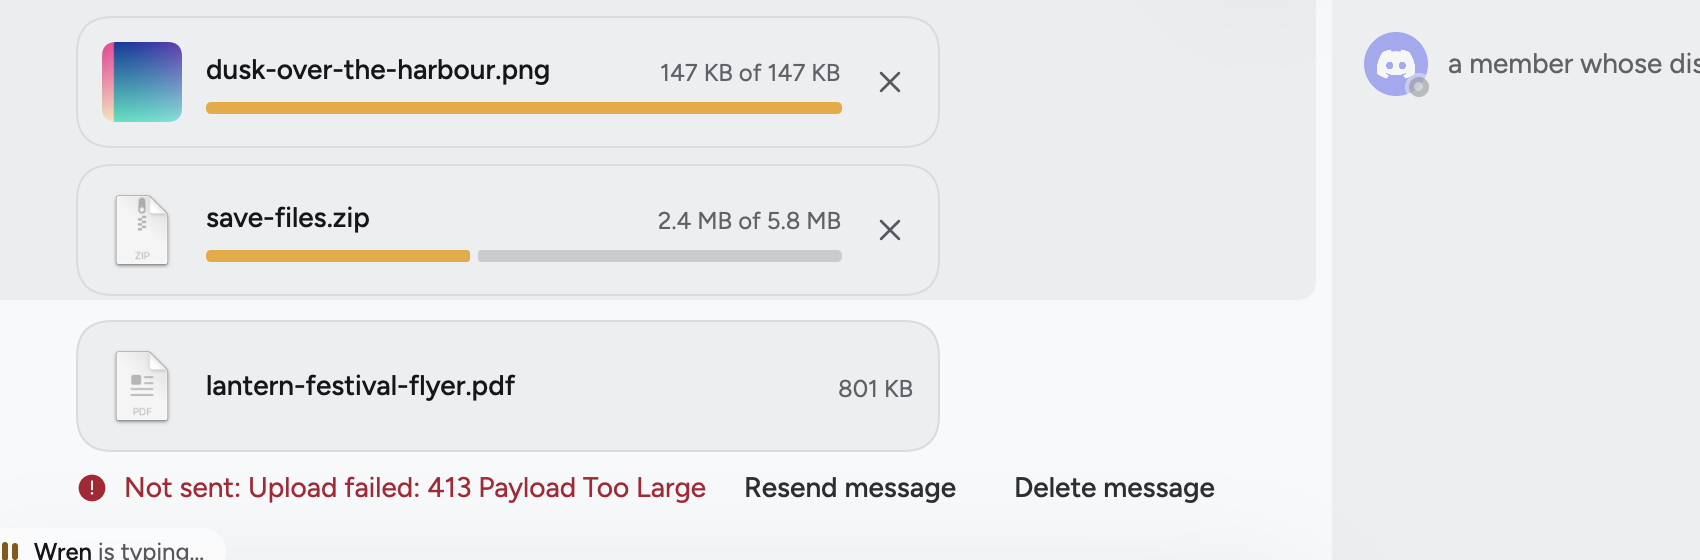 dusk-over-the-harbour.png
147 KB of 147 KB
save-files.zip
2.4 MB of 5.8 MB
ZIP
lantern-festival-flyer.pdf
801 KB
PDF
Not sent: Upload failed: 413 Payload Too Large
Resend message
Delete message
Wren is typing...
a member whose dis